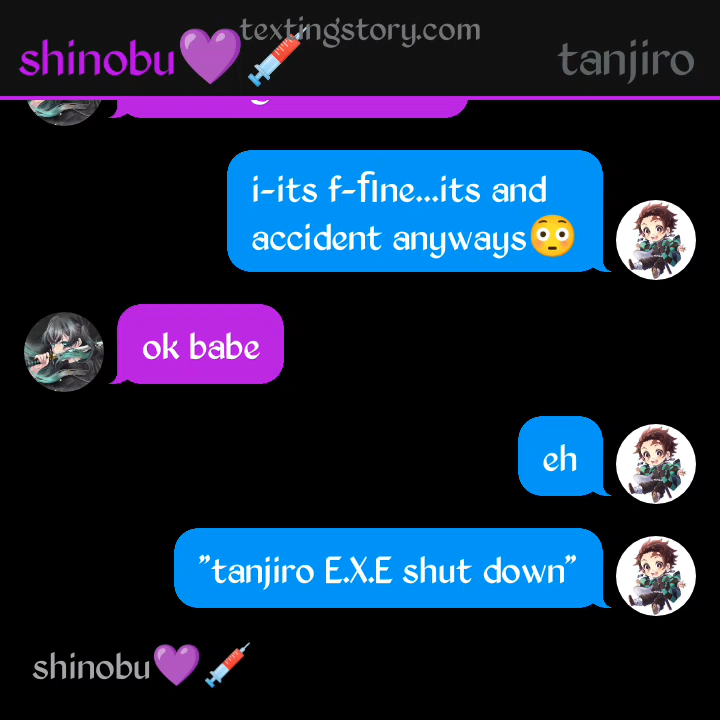 textingstory.com
shinobu💜💉
tanjiro
i-its f-fIne...its and
accident anyways😳
ok babe
eh
"tanjiro E.X.E shut down"
shinobu💜💉